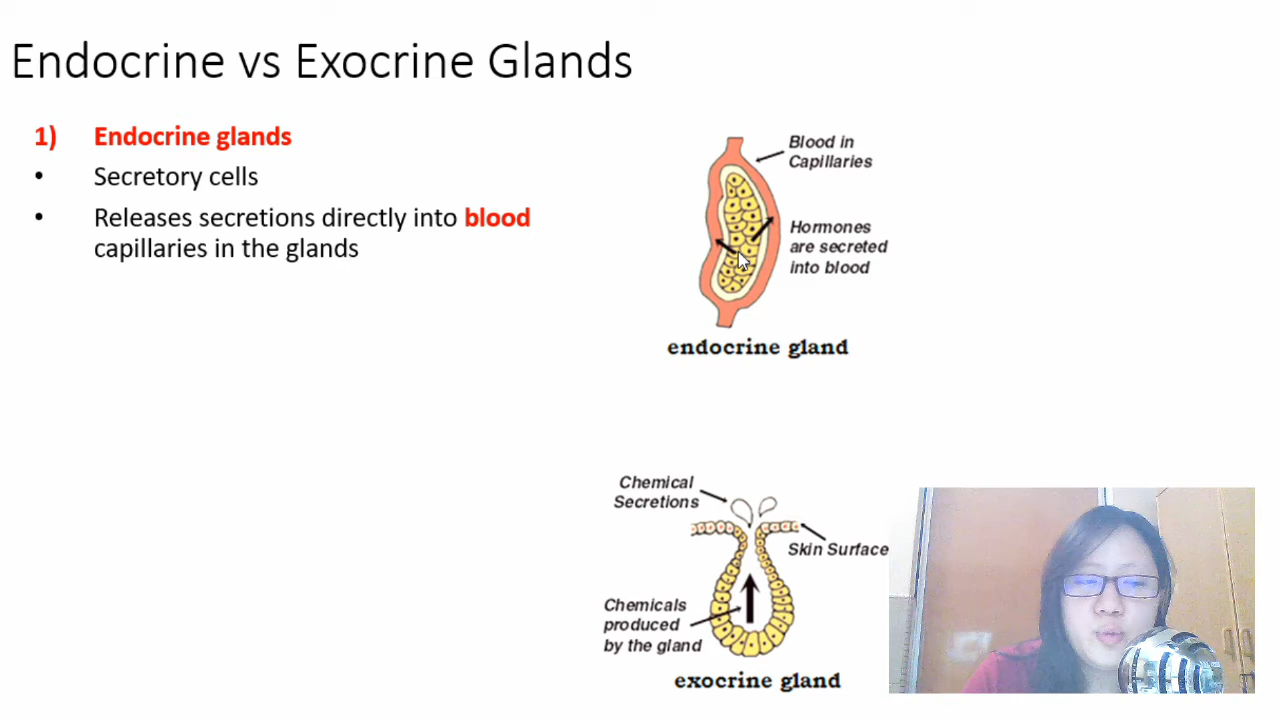 Endocrine vs Exocrine Glands
1) Endocrine glands
• Secretory cells
• Releases secretions directly into blood
capillaries in the glands
Blood in
Capillaries
Hormones
are secreted
into blood
endocrine gland
Chemical
Secretions
Skin Surface
Chemicals
produced
by the gland
exocrine gland